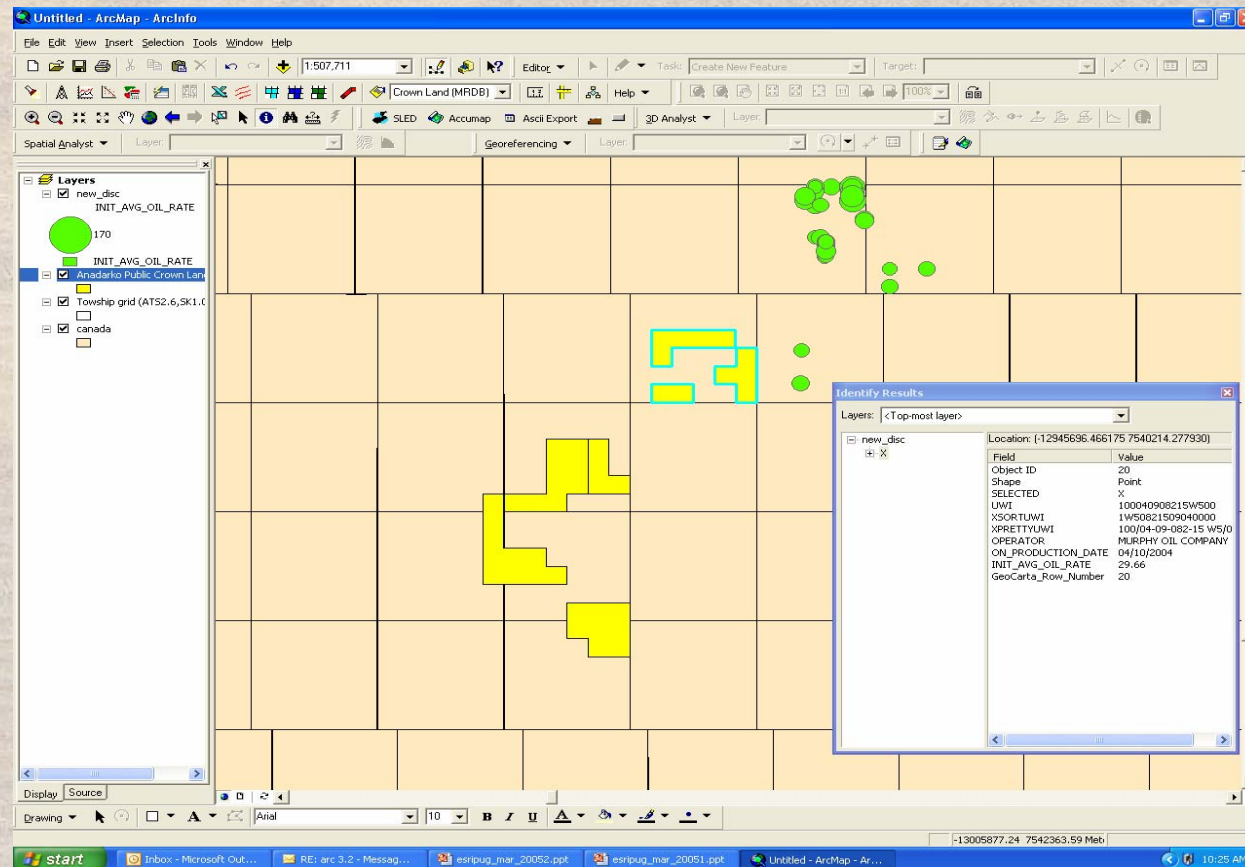 Untitled - ArcMap - ArcInfo
File Edit View Insert Selection Tools Window Help
1:507,711 Editor Task: Create New Feature Target:
Crown Land (MRDB) Help 100%
SLED Accumap Ascii Export 3D Analyst Layer:
Spatial Analyst Layer: Georeferencing Layer:
Layers
new_disc
INIT_AVG_OIL_RATE
170
INIT_AVG_OIL_RATE
Anadarko Public Crown Lan
Towship grid (ATS2.6,SK1.0
canada
Identify Results
Layers: <Top-most layer>
new_disc
X
Location: (-12945696.466175 7540214.277930)
Field Value
Object ID 20
Shape Point
SELECTED X
UWI 100040908215W500
XSORTUWI 1W50821509040000
XPRETTYUWI 100/04-09-082-15 W5/0
OPERATOR MURPHY OIL COMPANY
ON_PRODUCTION_DATE 04/10/2004
INIT_AVG_OIL_RATE 29.66
GeoCarta_Row_Number 20
Display Source
Drawing A Arial 10 B I U A
-13005877.24 7542363.59 Mete
start Inbox - Microsoft Out... RE: arc 3.2 - Messag... esripug_mar_20052.ppt esripug_mar_20051.ppt Untitled - ArcMap - Ar... 10:25 AM